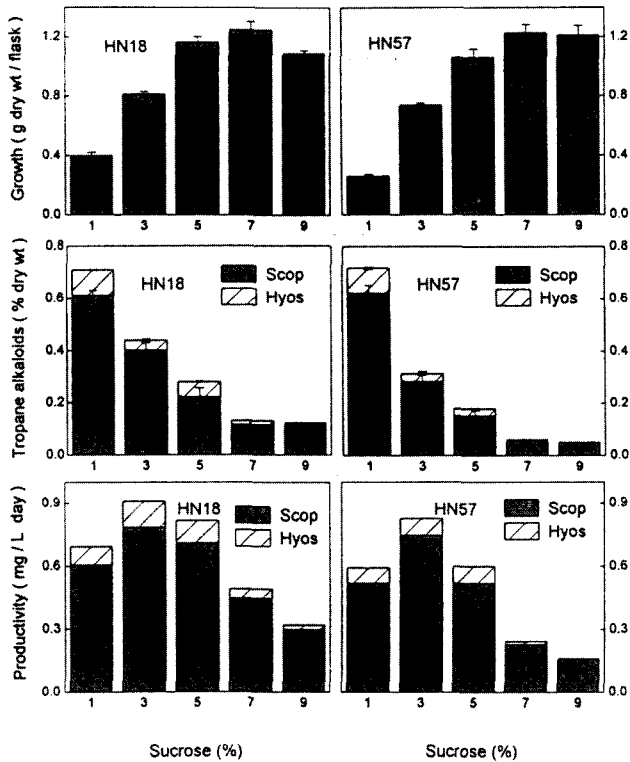 Growth ( g dry wt / flask )
1.2
0.8
0.4
0.0
HN18
1 3 5 7 9
HN57
1 3 5 7 9
1.2
0.8
0.4
0.0
Tropane alkaloids ( % dry wt )
0.8
0.6
0.4
0.2
0.0
HN18
Scop
Hyos
1 3 5 7 9
HN57
Scop
Hyos
1 3 5 7 9
0.8
0.6
0.4
0.2
0.0
Productivity ( mg / L day )
0.9
0.6
0.3
0.0
HN18
Scop
Hyos
1 3 5 7 9
HN57
Scop
Hyos
1 3 5 7 9
0.9
0.6
0.3
0.0
Sucrose (%)
Sucrose (%)